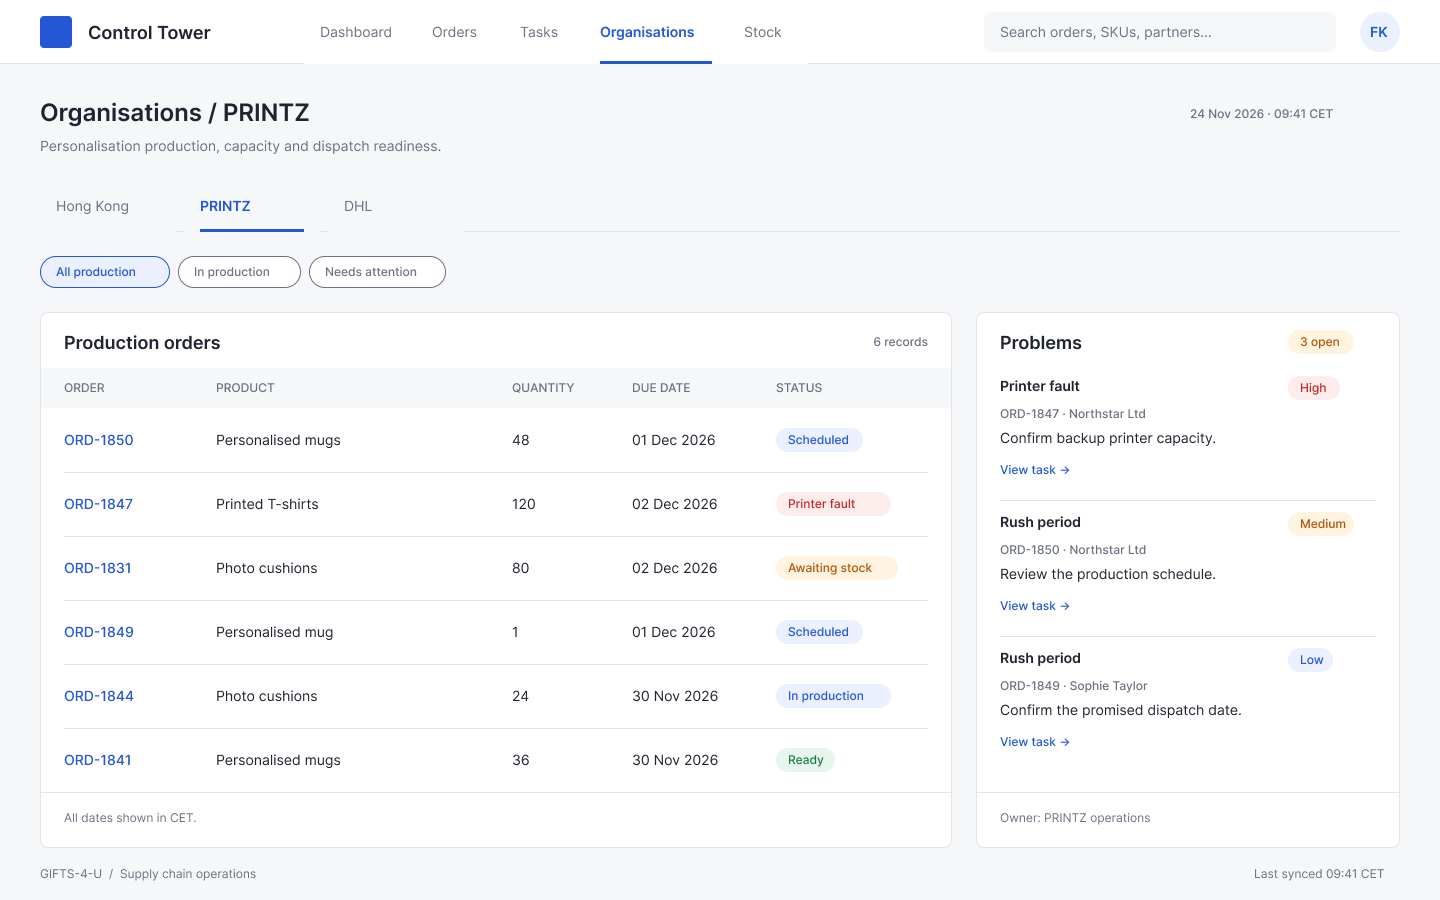 Control Tower
Dashboard
Orders
Tasks
Organisations
Stock
Search orders, SKUs, partners...
FK
Organisations / PRINTZ
24 Nov 2026 · 09:41 CET
Personalisation production, capacity and dispatch readiness.
Hong Kong
PRINTZ
DHL
All production
In production
Needs attention
Production orders
6 records
ORDER PRODUCT QUANTITY DUE DATE STATUS
ORD-1850 Personalised mugs 48 01 Dec 2026 Scheduled
ORD-1847 Printed T-shirts 120 02 Dec 2026 Printer fault
ORD-1831 Photo cushions 80 02 Dec 2026 Awaiting stock
ORD-1849 Personalised mug 1 01 Dec 2026 Scheduled
ORD-1844 Photo cushions 24 30 Nov 2026 In production
ORD-1841 Personalised mugs 36 30 Nov 2026 Ready
All dates shown in CET.
Problems
3 open
Printer fault
High
ORD-1847 · Northstar Ltd
Confirm backup printer capacity.
View task →
Rush period
Medium
ORD-1850 · Northstar Ltd
Review the production schedule.
View task →
Rush period
Low
ORD-1849 · Sophie Taylor
Confirm the promised dispatch date.
View task →
Owner: PRINTZ operations
GIFTS-4-U / Supply chain operations
Last synced 09:41 CET